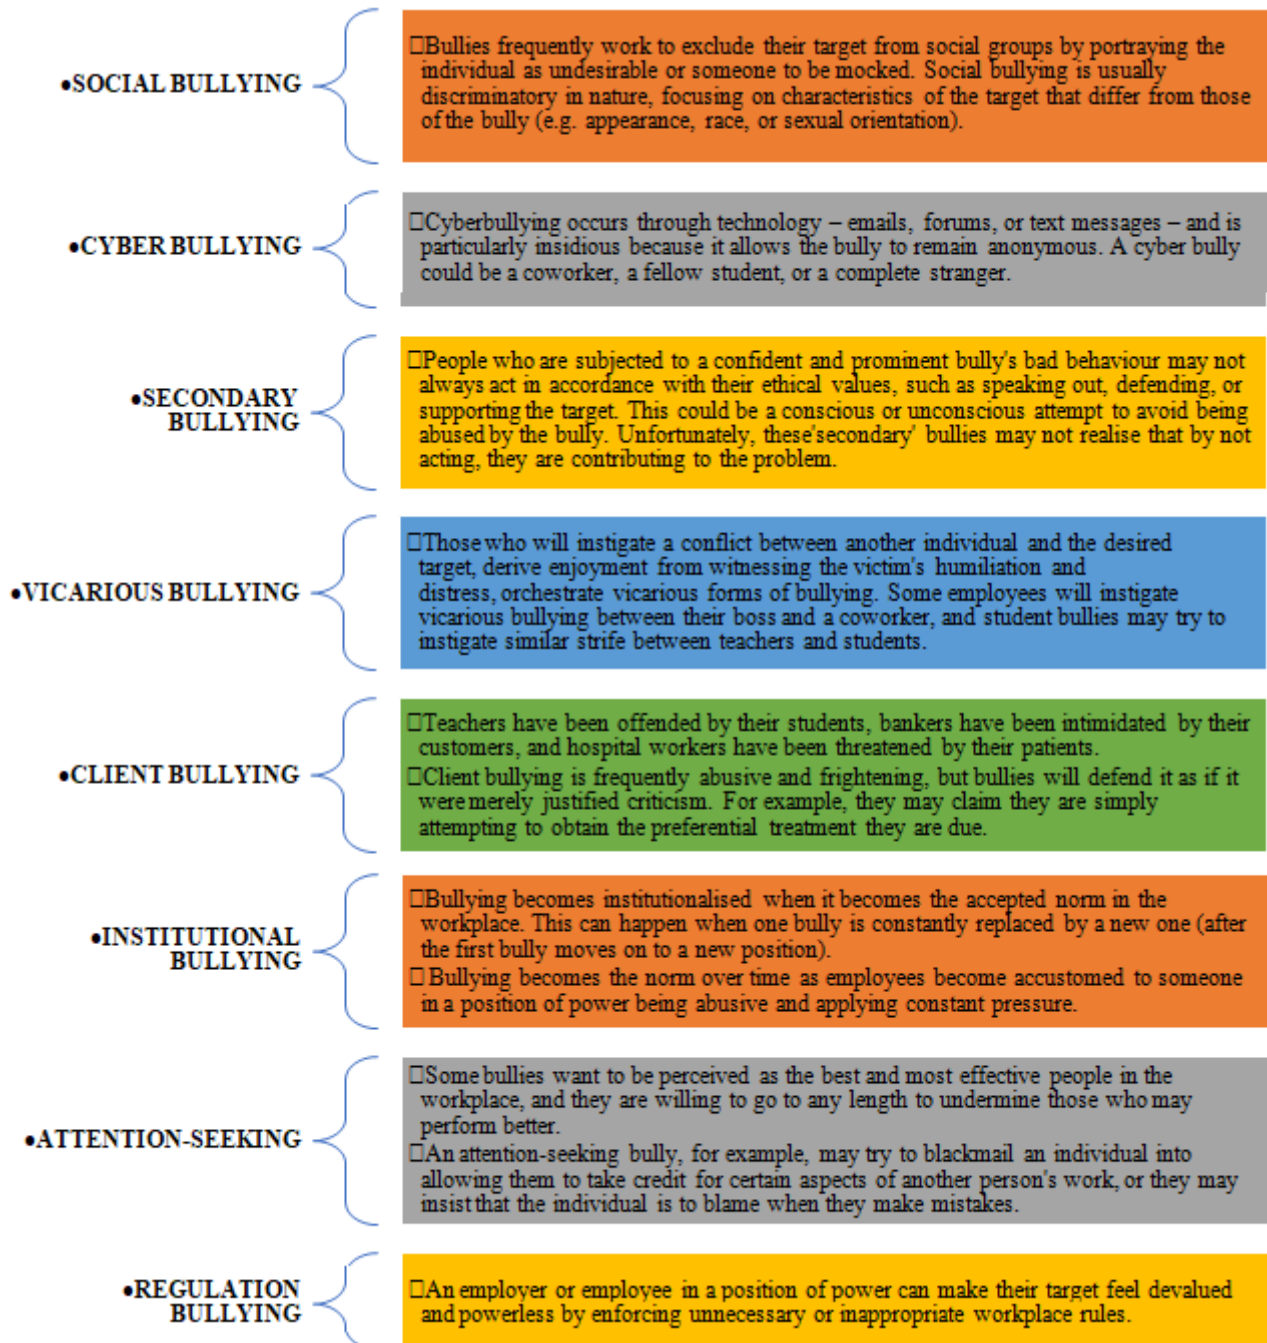 •SOCIAL BULLYING
□Bullies frequently work to exclude their target from social groups by portraying the
individual as undesirable or someone to be mocked. Social bullying is usually
discriminatory in nature, focusing on characteristics of the target that differ from those
of the bully (e.g. appearance, race, or sexual orientation).
•CYBER BULLYING
□Cyberbullying occurs through technology – emails, forums, or text messages – and is
particularly insidious because it allows the bully to remain anonymous. A cyber bully
could be a coworker, a fellow student, or a complete stranger.
•SECONDARY
BULLYING
□People who are subjected to a confident and prominent bully's bad behaviour may not
always act in accordance with their ethical values, such as speaking out, defending, or
supporting the target. This could be a conscious or unconscious attempt to avoid being
abused by the bully. Unfortunately, these'secondary' bullies may not realise that by not
acting, they are contributing to the problem.
•VICARIOUS BULLYING
□Those who will instigate a conflict between another individual and the desired
target, derive enjoyment from witnessing the victim's humiliation and
distress, orchestrate vicarious forms of bullying. Some employees will instigate
vicarious bullying between their boss and a coworker, and student bullies may try to
instigate similar strife between teachers and students.
•CLIENT BULLYING
□Teachers have been offended by their students, bankers have been intimidated by their
customers, and hospital workers have been threatened by their patients.
□Client bullying is frequently abusive and frightening, but bullies will defend it as if it
were merely justified criticism. For example, they may claim they are simply
attempting to obtain the preferential treatment they are due.
•INSTITUTIONAL
BULLYING
□Bullying becomes institutionalised when it becomes the accepted norm in the
workplace. This can happen when one bully is constantly replaced by a new one (after
the first bully moves on to a new position).
□ Bullying becomes the norm over time as employees become accustomed to someone
in a position of power being abusive and applying constant pressure.
•ATTENTION-SEEKING
□Some bullies want to be perceived as the best and most effective people in the
workplace, and they are willing to go to any length to undermine those who may
perform better.
□An attention-seeking bully, for example, may try to blackmail an individual into
allowing them to take credit for certain aspects of another person's work, or they may
insist that the individual is to blame when they make mistakes.
•REGULATION
BULLYING
□An employer or employee in a position of power can make their target feel devalued
and powerless by enforcing unnecessary or inappropriate workplace rules.